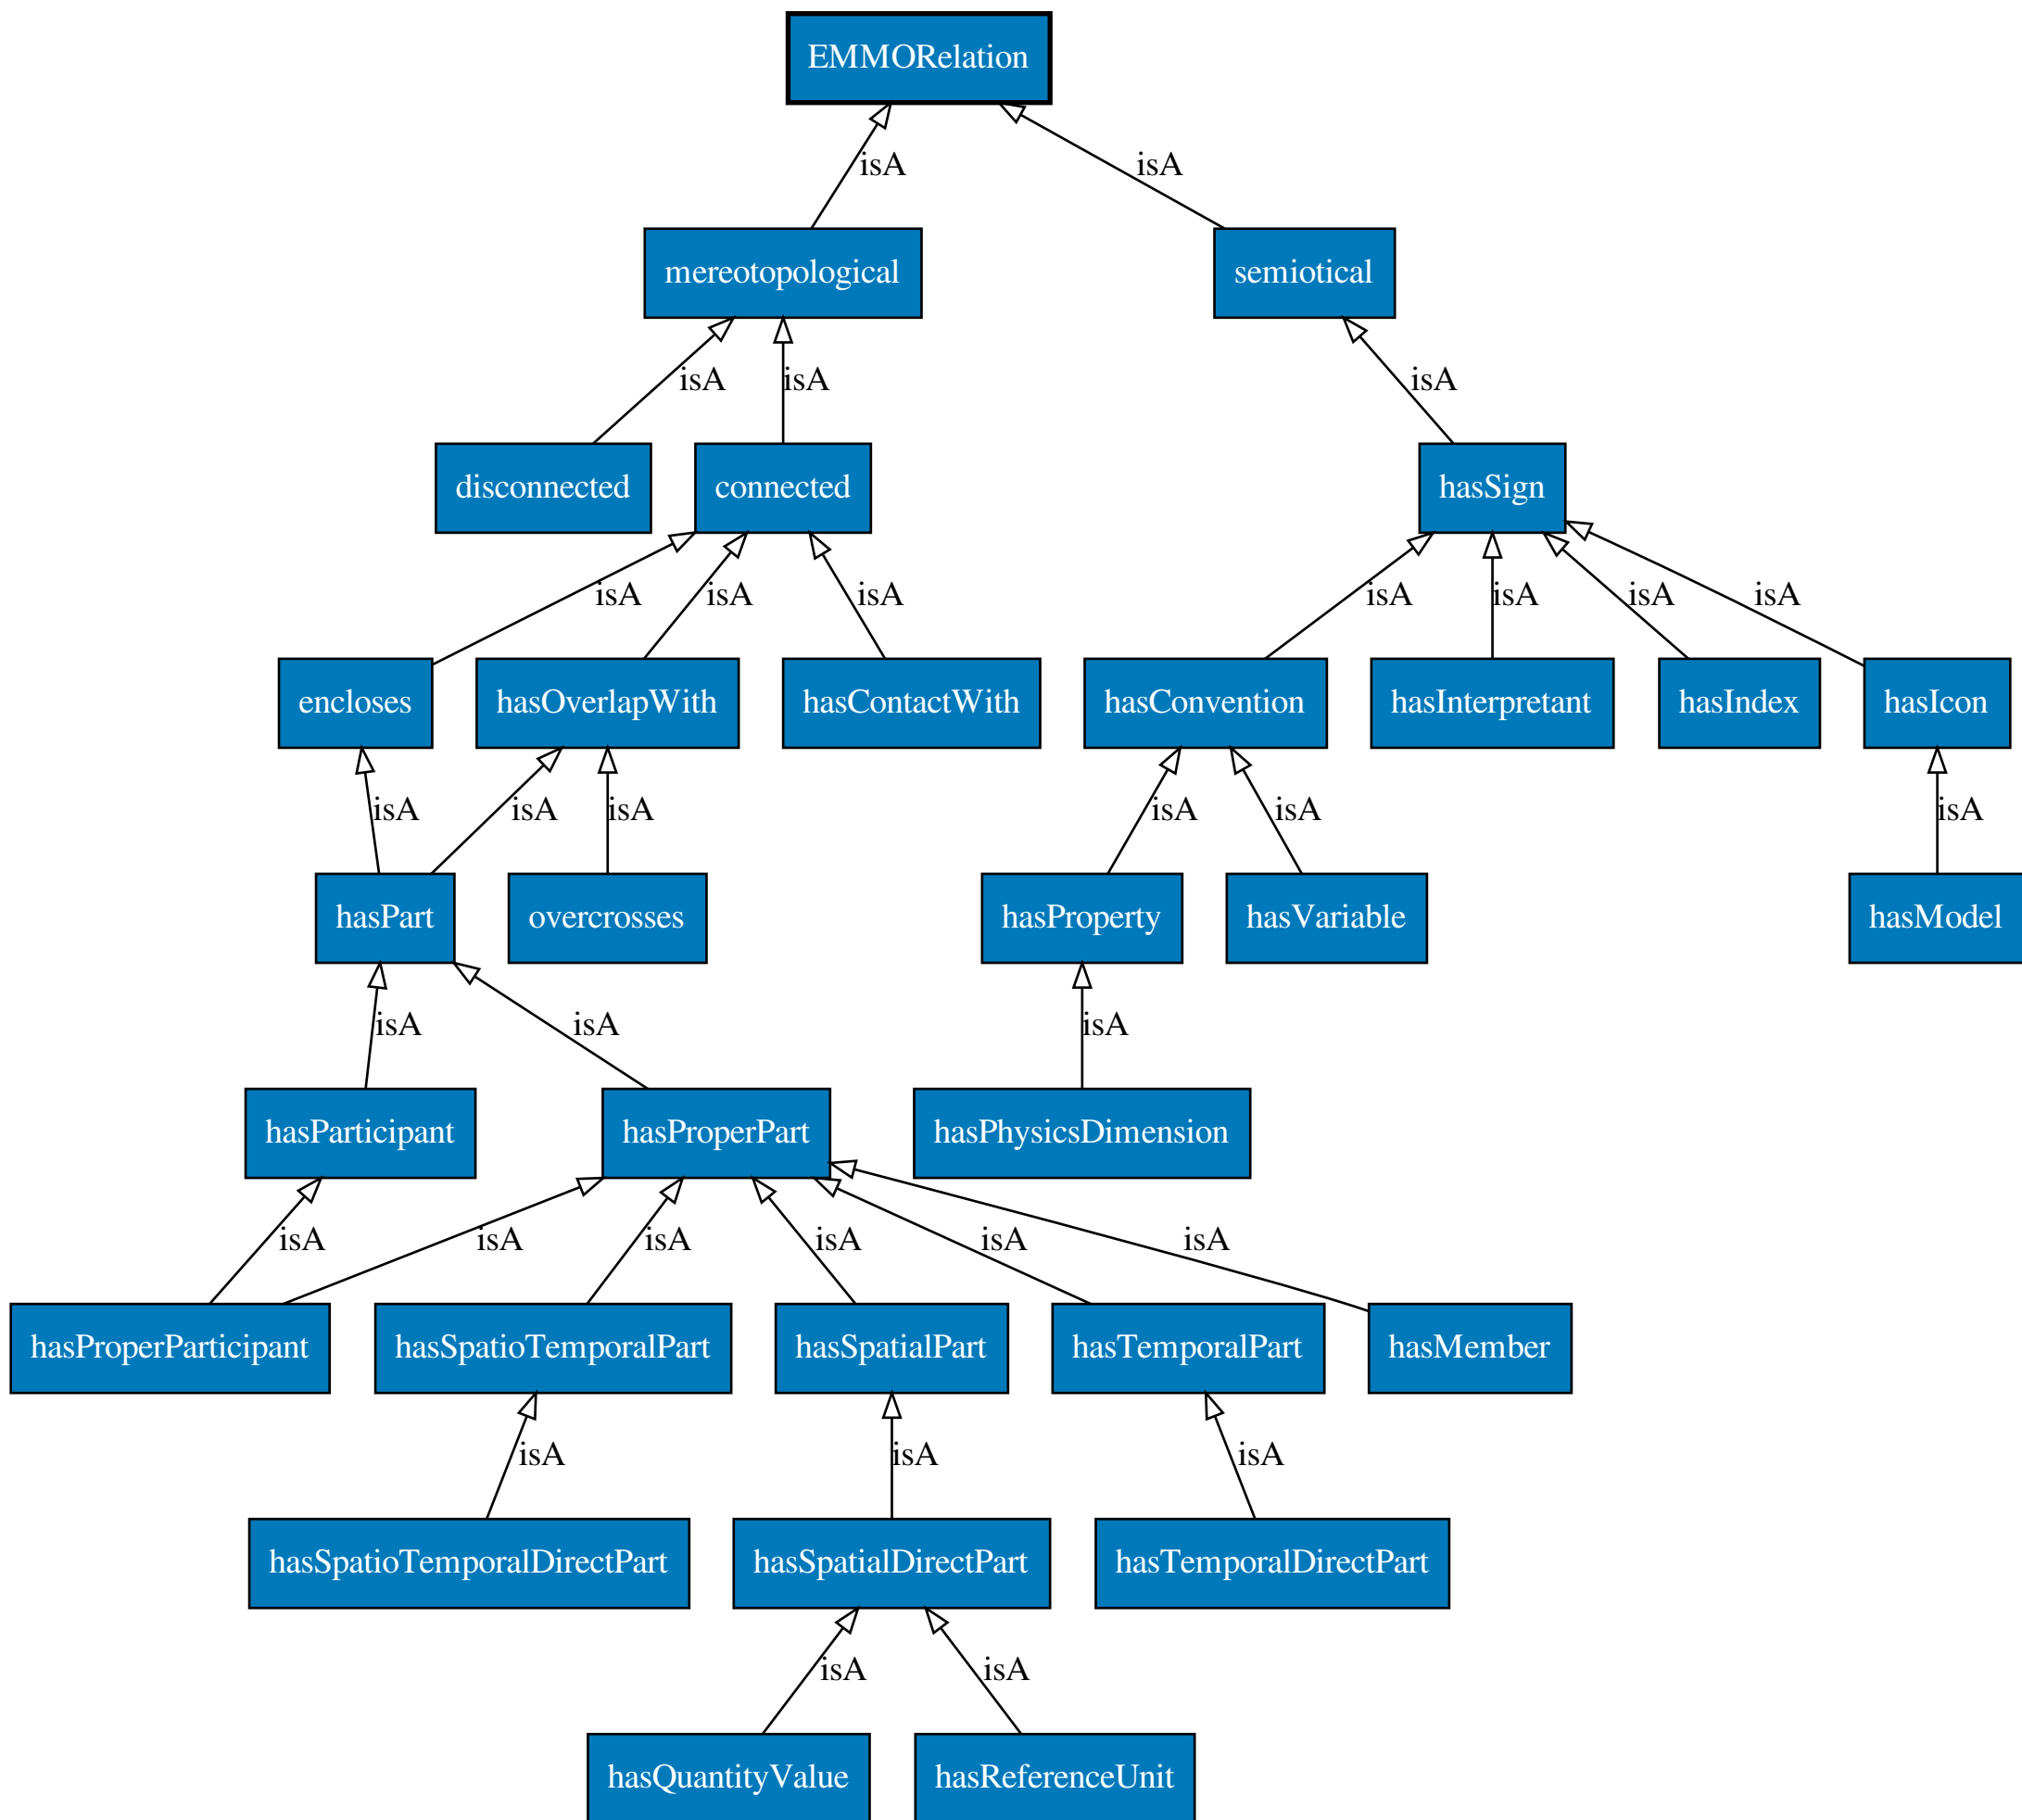 EMMORelation
isA
isA
mereotopological
semiotical
isA
isA
isA
disconnected
connected
hasSign
isA
isA
isA
isA
isA
isA
isA
encloses
hasOverlapWith
hasContactWith
hasConvention
hasInterpretant
hasIndex
hasIcon
isA
isA
isA
isA
isA
isA
hasPart
overcrosses
hasProperty
hasVariable
hasModel
isA
isA
isA
hasParticipant
hasProperPart
hasPhysicsDimension
isA
isA
isA
isA
isA
isA
hasProperParticipant
hasSpatioTemporalPart
hasSpatialPart
hasTemporalPart
hasMember
isA
isA
isA
hasSpatioTemporalDirectPart
hasSpatialDirectPart
hasTemporalDirectPart
isA
isA
hasQuantityValue
hasReferenceUnit